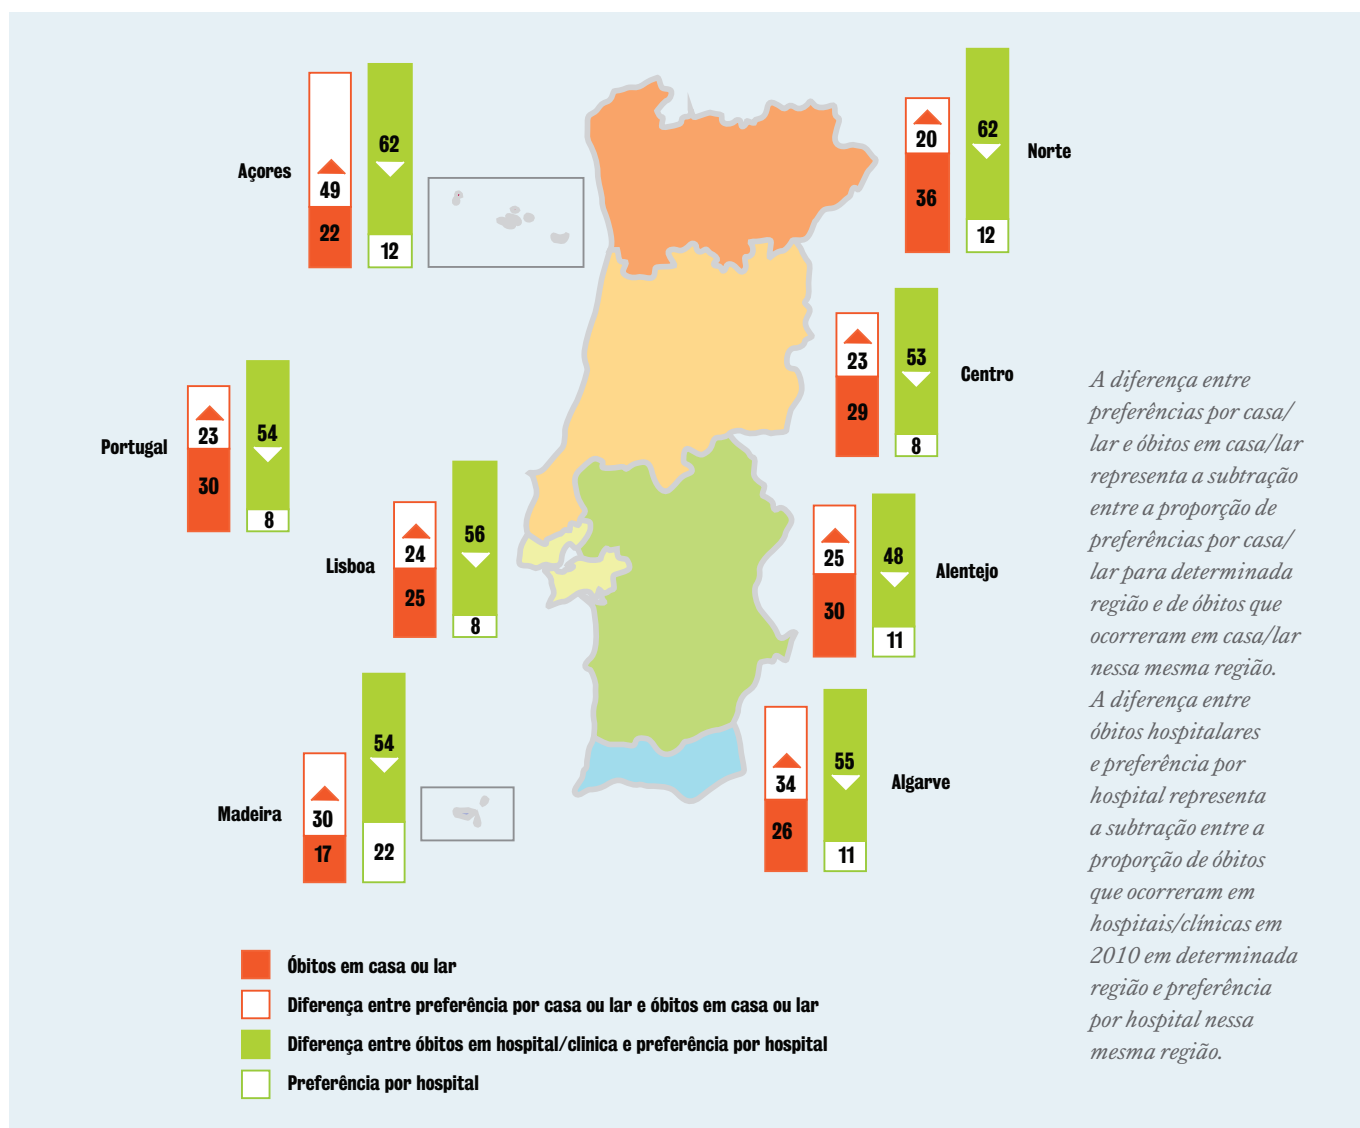 62
62
20
Norte
Açores
49
36
22
12
12
23
53
Centro
29
8
23
54
Portugal
30
8
24
56
Lisboa
25
8
25
48
Alentejo
30
11
54
30
Madeira
17
22
34
55
Algarve
26
11
A diferença entre
preferências por casa/
lar e óbitos em casa/lar
representa a subtração
entre a proporção de
preferências por casa/
lar para determinada
região e de óbitos que
ocorreram em casa/lar
nessa mesma região.
A diferença entre
óbitos hospitalares
e preferência por
hospital representa
a subtração entre a
proporção de óbitos
que ocorreram em
hospitais/clínicas em
2010 em determinada
região e preferência
por hospital nessa
mesma região.
Óbitos em casa ou lar
Diferença entre preferência por casa ou lar e óbitos em casa ou lar
Diferença entre óbitos em hospital/clinica e preferência por hospital
Preferência por hospital